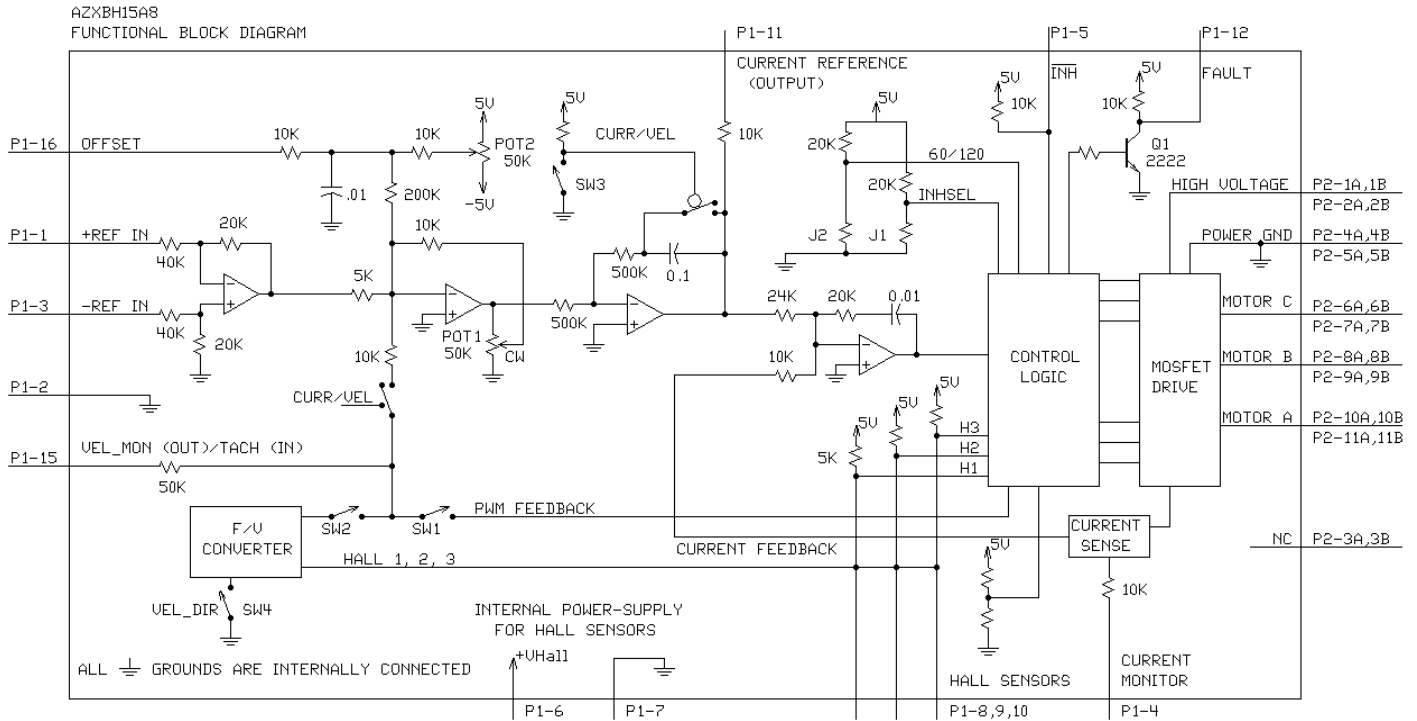 AZXBH15A8
FUNCTIONAL BLOCK DIAGRAM
P1-11
P1-5
P1-12
CURRENT REFERENCE
(OUTPUT)
INH
FAULT
5V
10K
5V
10K
Q1
2222
P1-16
OFFSET
10K
10K
5V
POT2
50K
-5V
.01
200K
5V
CURR/VEL
SW3
10K
5V
20K
60/120
20K
INHSEL
J2
J1
HIGH VOLTAGE
P2-1A,1B
P2-2A,2B
P1-1
+REF IN
20K
40K
10K
500K
0.1
POWER GND
P2-4A,4B
P2-5A,5B
P1-3
-REF IN
40K
20K
5K
POT1
50K
CW
500K
24K
20K
0.01
10K
CONTROL
LOGIC
MOSFET
DRIVE
MOTOR C
P2-6A,6B
P2-7A,7B
MOTOR B
P2-8A,8B
P2-9A,9B
MOTOR A
P2-10A,10B
P2-11A,11B
10K
P1-2
CURR/VEL
P1-15
VEL_MON (OUT)/TACH (IN)
50K
5V
5V
5V
5K
H3
H2
H1
F/V
CONVERTER
SW2
SW1
PWM FEEDBACK
CURRENT FEEDBACK
CURRENT
SENSE
NC
P2-3A,3B
HALL 1, 2, 3
5V
10K
VEL_DIR
SW4
INTERNAL POWER-SUPPLY
FOR HALL SENSORS
+VHall
ALL GROUNDS ARE INTERNALLY CONNECTED
HALL SENSORS
CURRENT
MONITOR
P1-6
P1-7
P1-8,9,10
P1-4